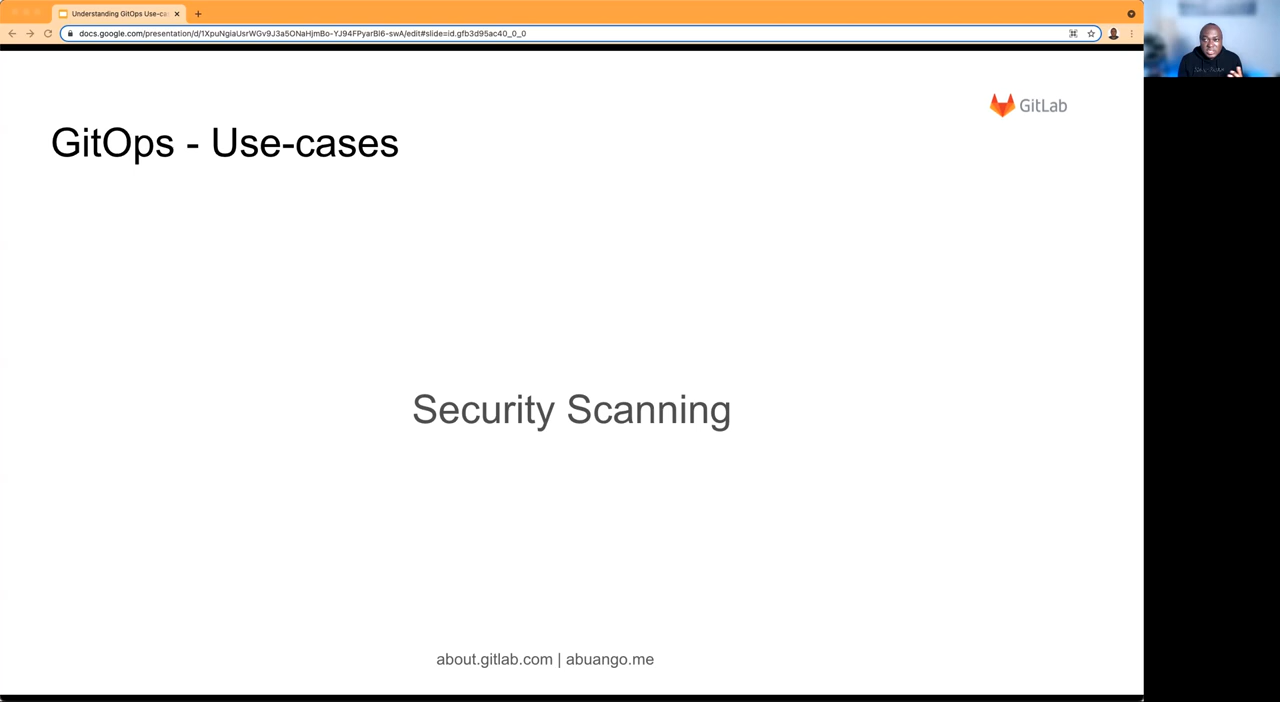 Understanding GitOps Use-ca
docs.google.com/presentation/d/1XpuNgiaUsrWGv9J3a5ONaHjmBo-YJ94FPyarBl6-swA/edit#slide=id.gfb3d95ac40_0_0
GitLab
GitOps - Use-cases
Security Scanning
about.gitlab.com | abuango.me